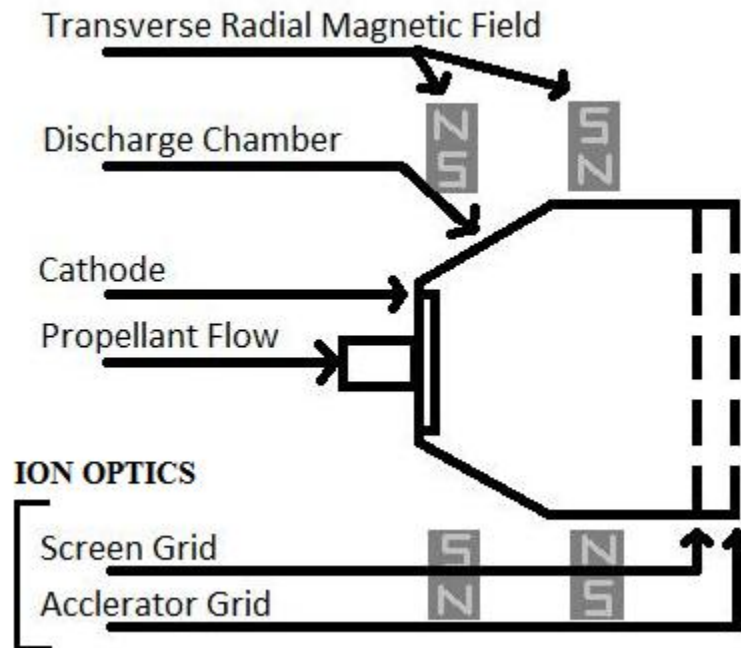 Transverse Radial Magnetic Field
N S
S N
Discharge Chamber
Cathode
Propellant Flow
ION OPTICS
Screen Grid
S N
Acclerator Grid
N S